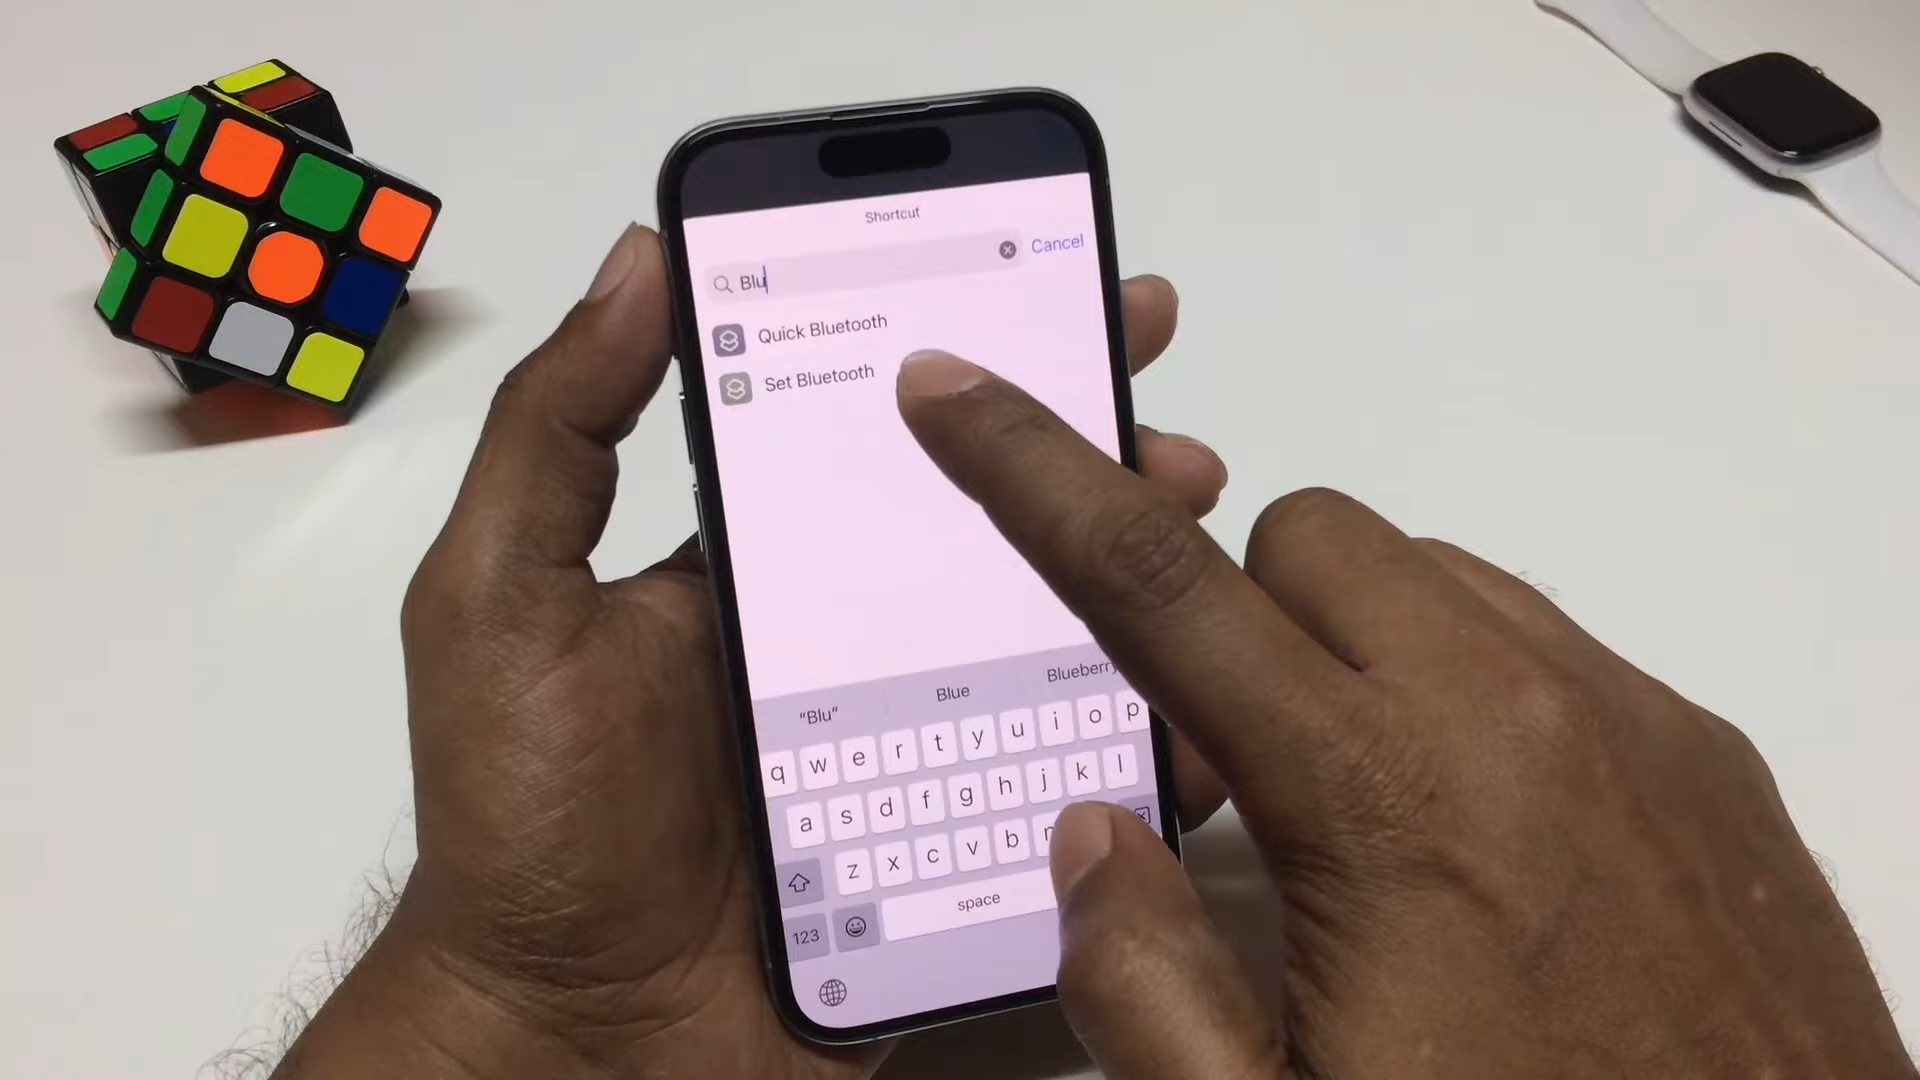 Shortcut
Blu
Cancel
Quick Bluetooth
Set Bluetooth
"Blu"
Blue
Blueberry
q w e r t y u i o p
a s d f g h j k l
z x c v b
123
space